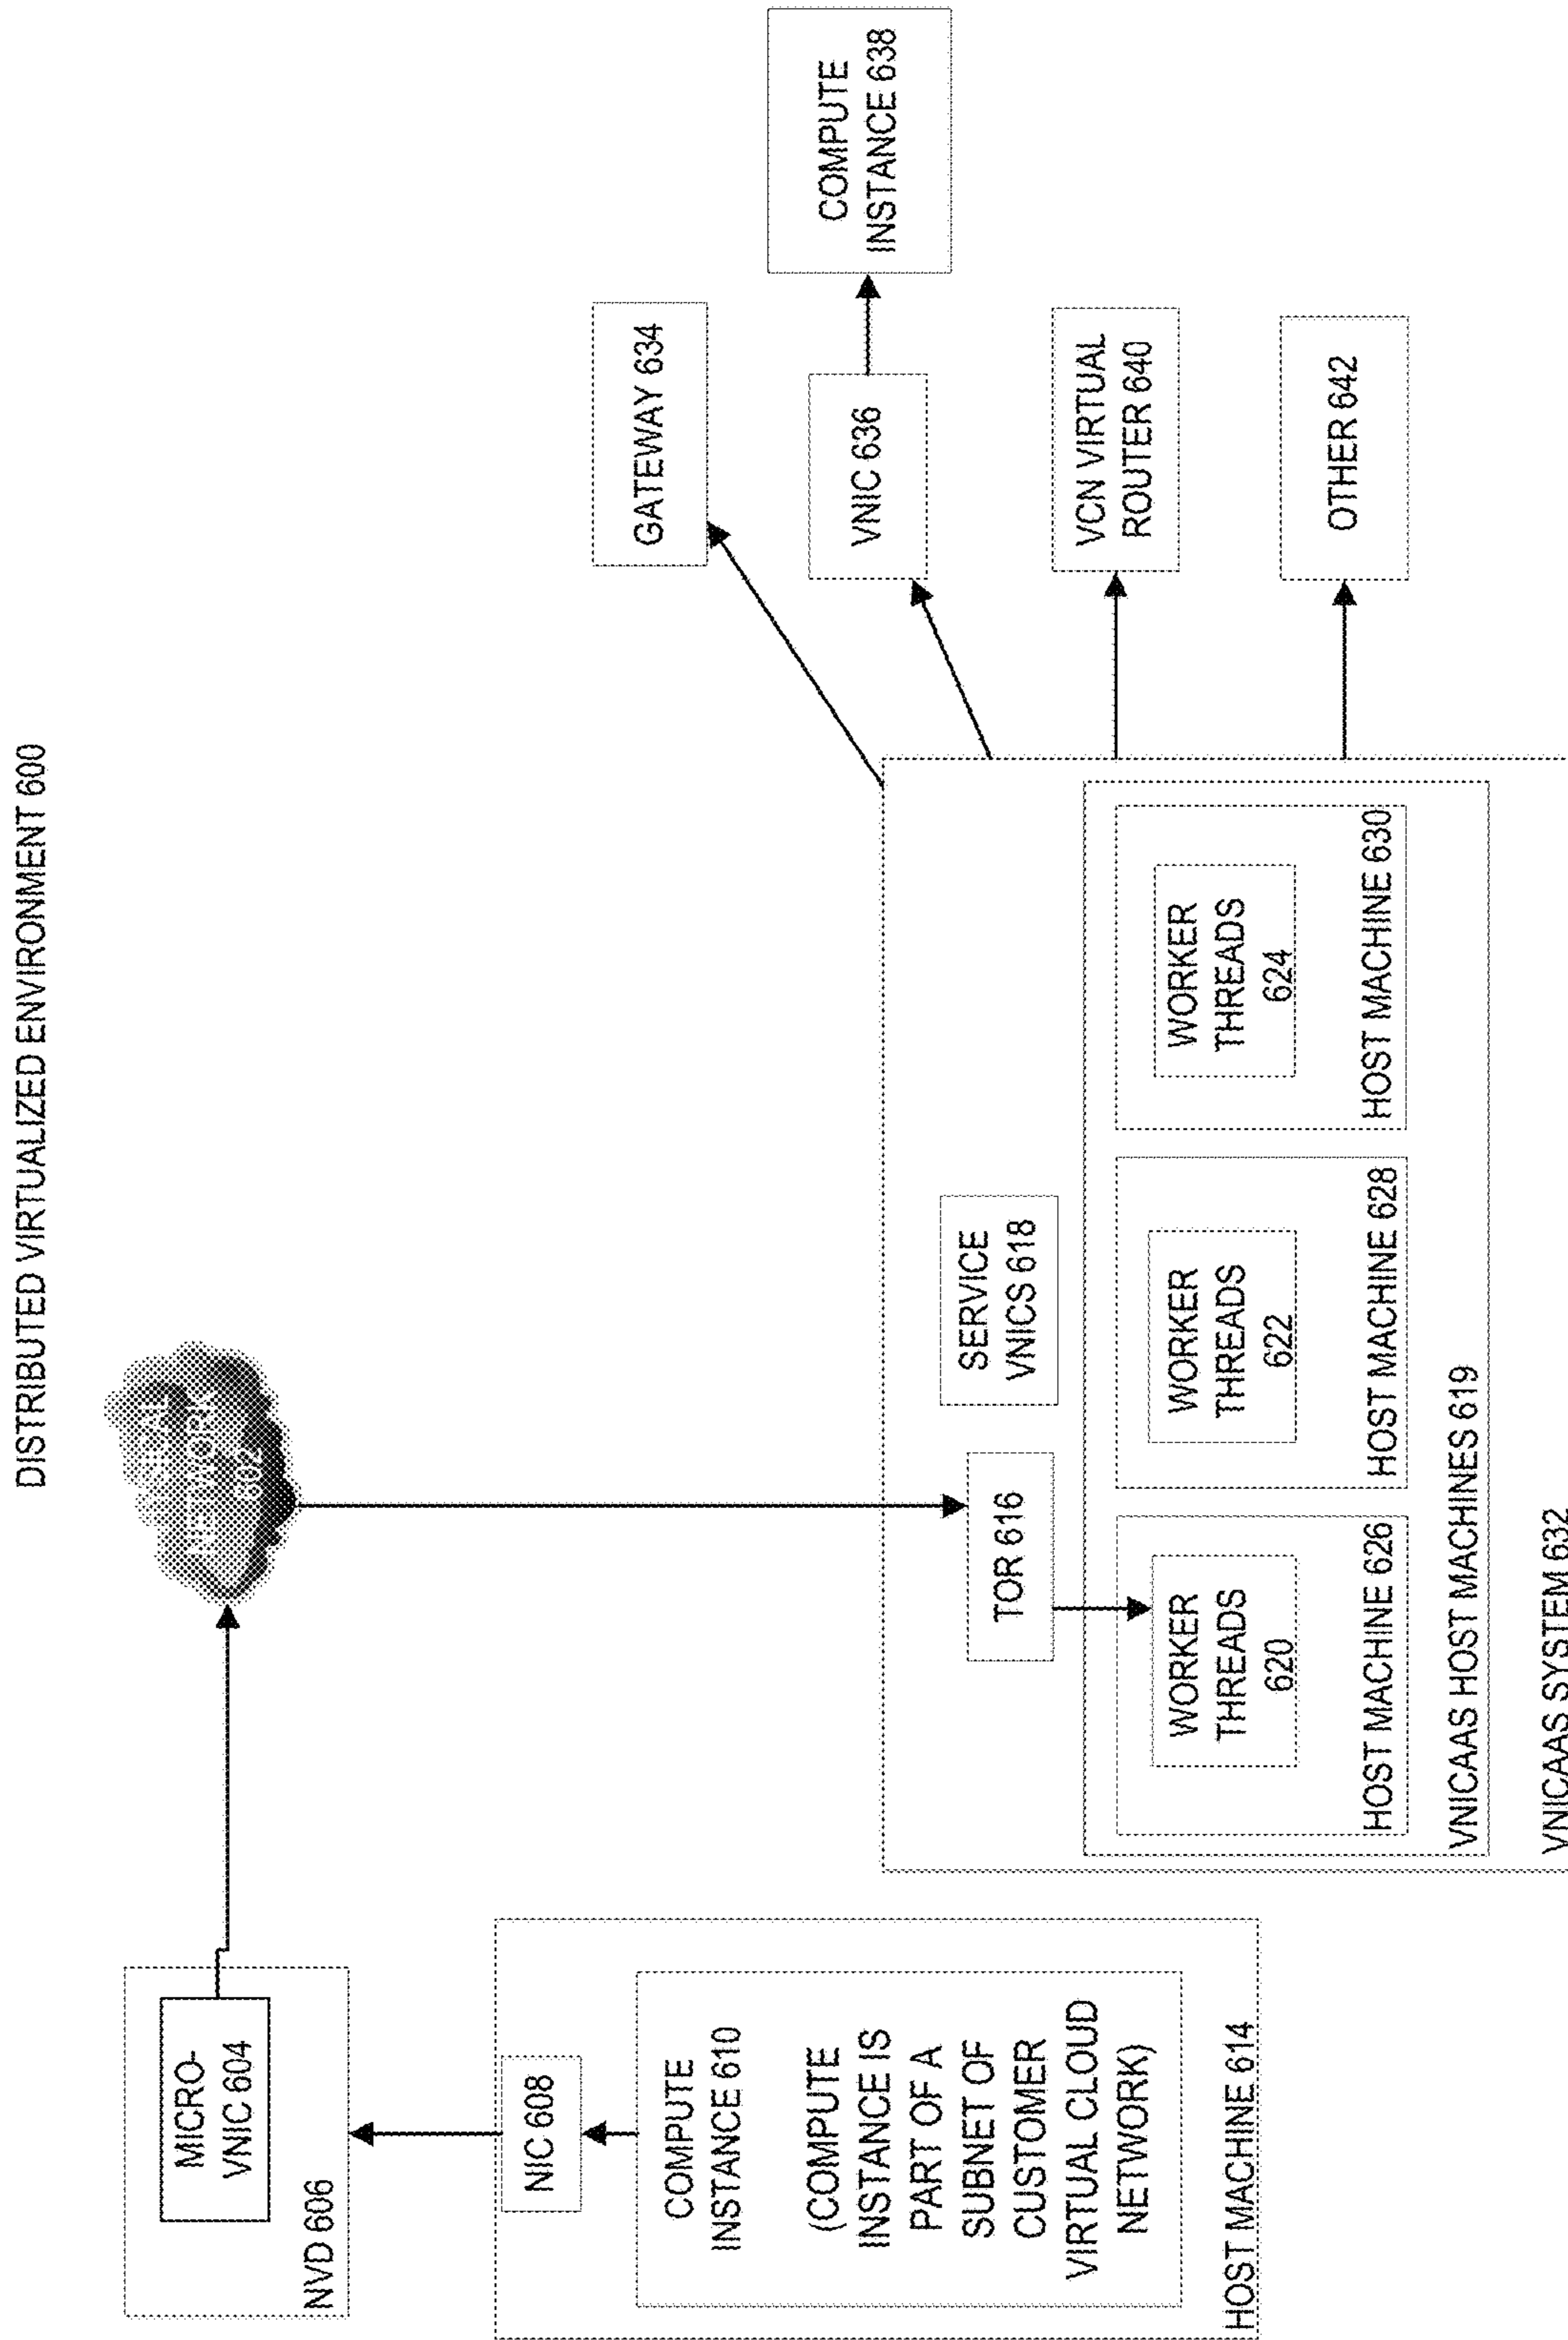 DISTRIBUTED VIRTUALIZED ENVIRONMENT 600
MICRO-
VNIC 604
NVD 606
NETWORK
602
NIC 608
COMPUTE
INSTANCE 610
(COMPUTE
INSTANCE IS
PART OF A
SUBNET OF
CUSTOMER
VIRTUAL CLOUD
NETWORK)
HOST MACHINE 614
TOR 616
SERVICE
VNICS 618
WORKER
THREADS
620
HOST MACHINE 626
WORKER
THREADS
622
HOST MACHINE 628
WORKER
THREADS
624
HOST MACHINE 630
VNICAAS HOST MACHINES 619
VNICAAS SYSTEM 632
GATEWAY 634
VNIC 636
COMPUTE
INSTANCE 638
VCN VIRTUAL
ROUTER 640
OTHER 642